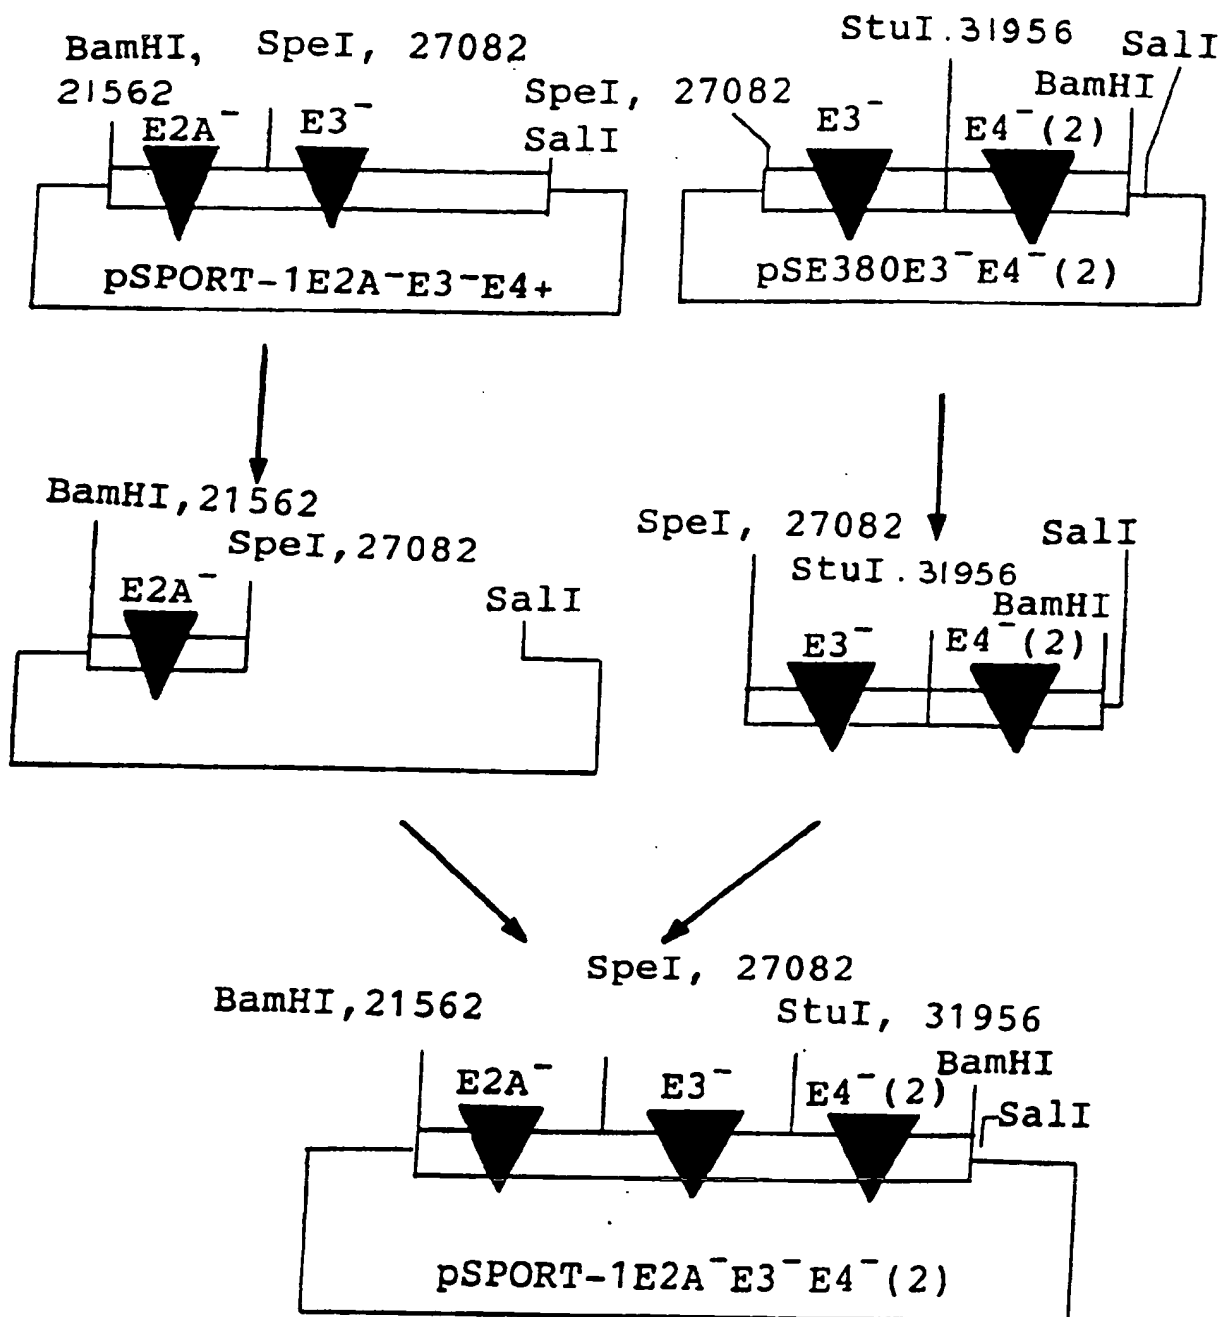 BamHI,
21562
SpeI, 27082
E2A⁻
E3⁻
SpeI,
SalI
pSPORT-1E2A⁻E3⁻E4+
StuI.31956
SalI
SpeI, 27082
BamHI
E3⁻
E4⁻(2)
pSE380E3⁻E4⁻(2)
BamHI,21562
SpeI,27082
E2A⁻
SalI
SpeI, 27082
SalI
StuI.31956
BamHI
E3⁻
E4⁻(2)
SpeI, 27082
BamHI,21562
StuI, 31956
BamHI
E2A⁻
E3⁻
E4⁻(2)
SalI
pSPORT-1E2A⁻E3⁻E4⁻(2)